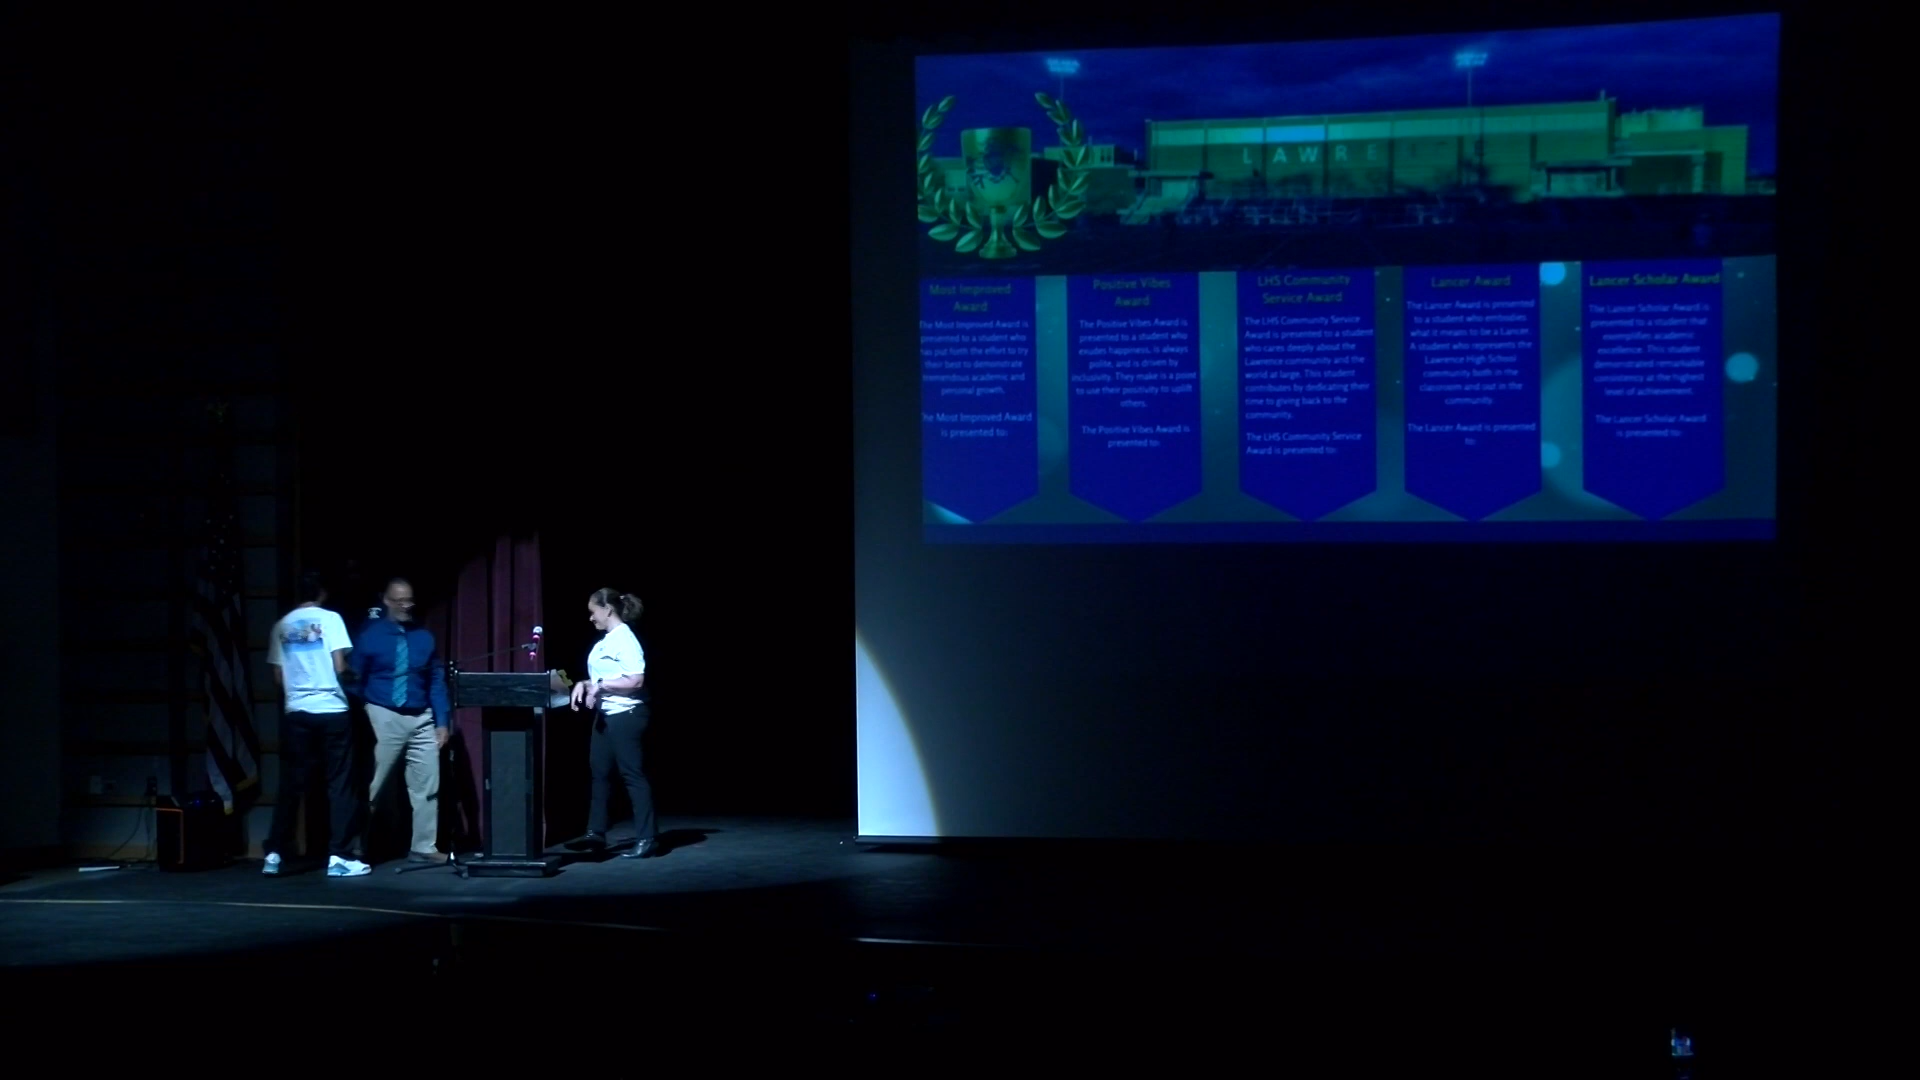 LAWRE
Most Improved
Award
The Most Improved Award is
presented to a student who
has put forth the effort to try
their best to demonstrate
tremendous academic and
personal growth.
The Most Improved Award
is presented to:
Positive Vibes
Award
The Positive Vibes Award is
presented to a student who
exudes happiness, is always
polite, and is driven by
inclusivity. They make is a point
to use their positivity to uplift
others.
The Positive Vibes Award is
presented to:
LHS Community
Service Award
The LHS Community Service
Award is presented to a student
who cares deeply about the
Lawrence community and the
world at large. This student
contributes by dedicating their
time to giving back to the
community.
The LHS Community Service
Award is presented to:
Lancer Award
The Lancer Award is presented
to a student who embodies
what it means to be a Lancer.
A student who represents the
Lawrence High School
community both in the
classroom and out in the
community.
The Lancer Award is presented
to:
Lancer Scholar Award
The Lancer Scholar Award is
presented to a student that
exemplifies academic
excellence. This student
demonstrated remarkable
consistency at the highest
level of achievement.
The Lancer Scholar Award
is presented to: